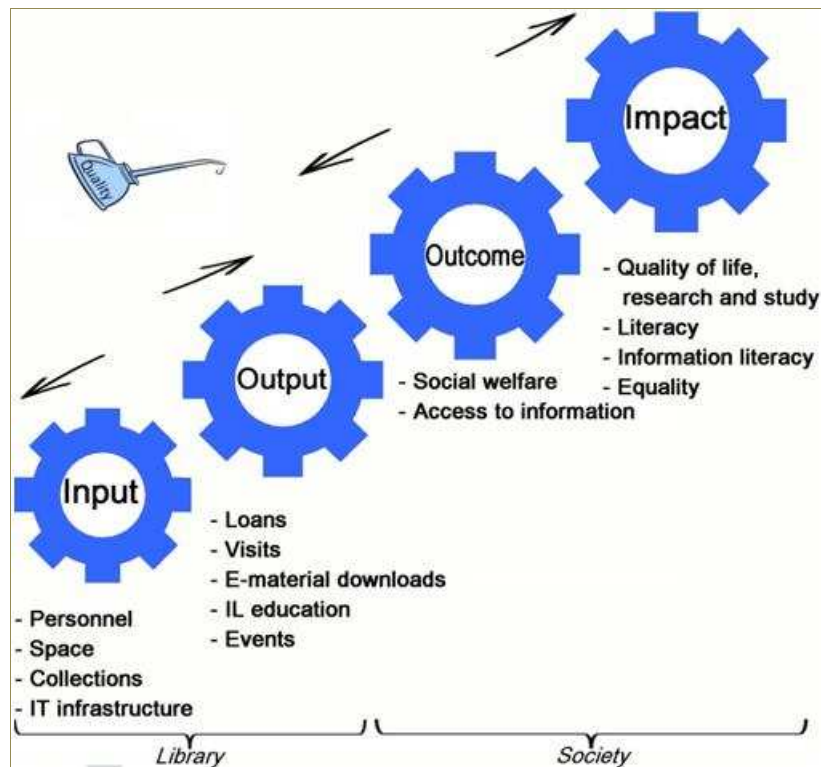 Impact
Quality
Outcome
- Quality of life,
research and study
- Literacy
- Information literacy
- Equality
Output
- Social welfare
- Access to information
Input
- Loans
- Visits
- E-material downloads
- IL education
- Events
- Personnel
- Space
- Collections
- IT infrastructure
Library
Society